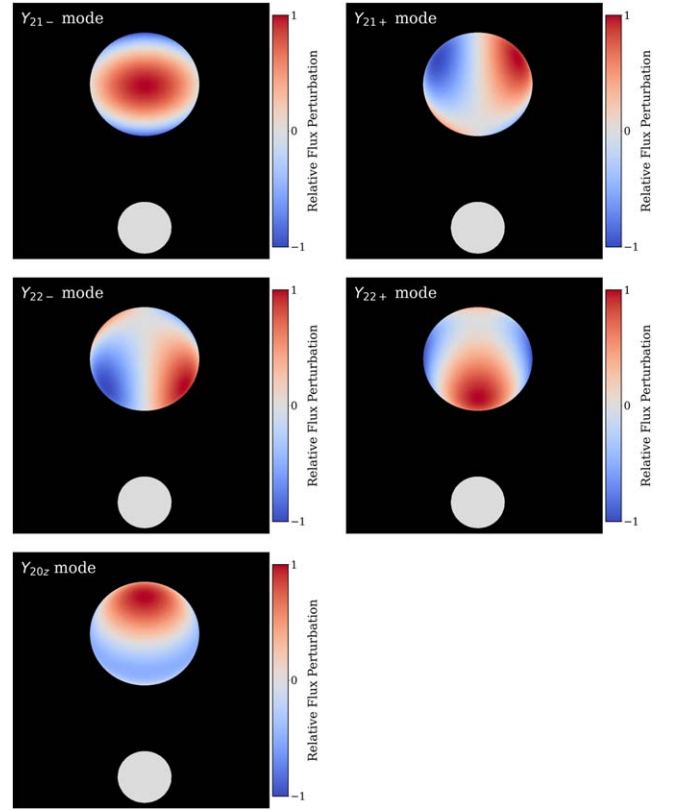 Y21− mode
1
0
−1
Relative Flux Perturbation
Y21+ mode
1
0
−1
Relative Flux Perturbation
Y22− mode
1
0
−1
Relative Flux Perturbation
Y22+ mode
1
0
−1
Relative Flux Perturbation
Y20z mode
1
0
−1
Relative Flux Perturbation